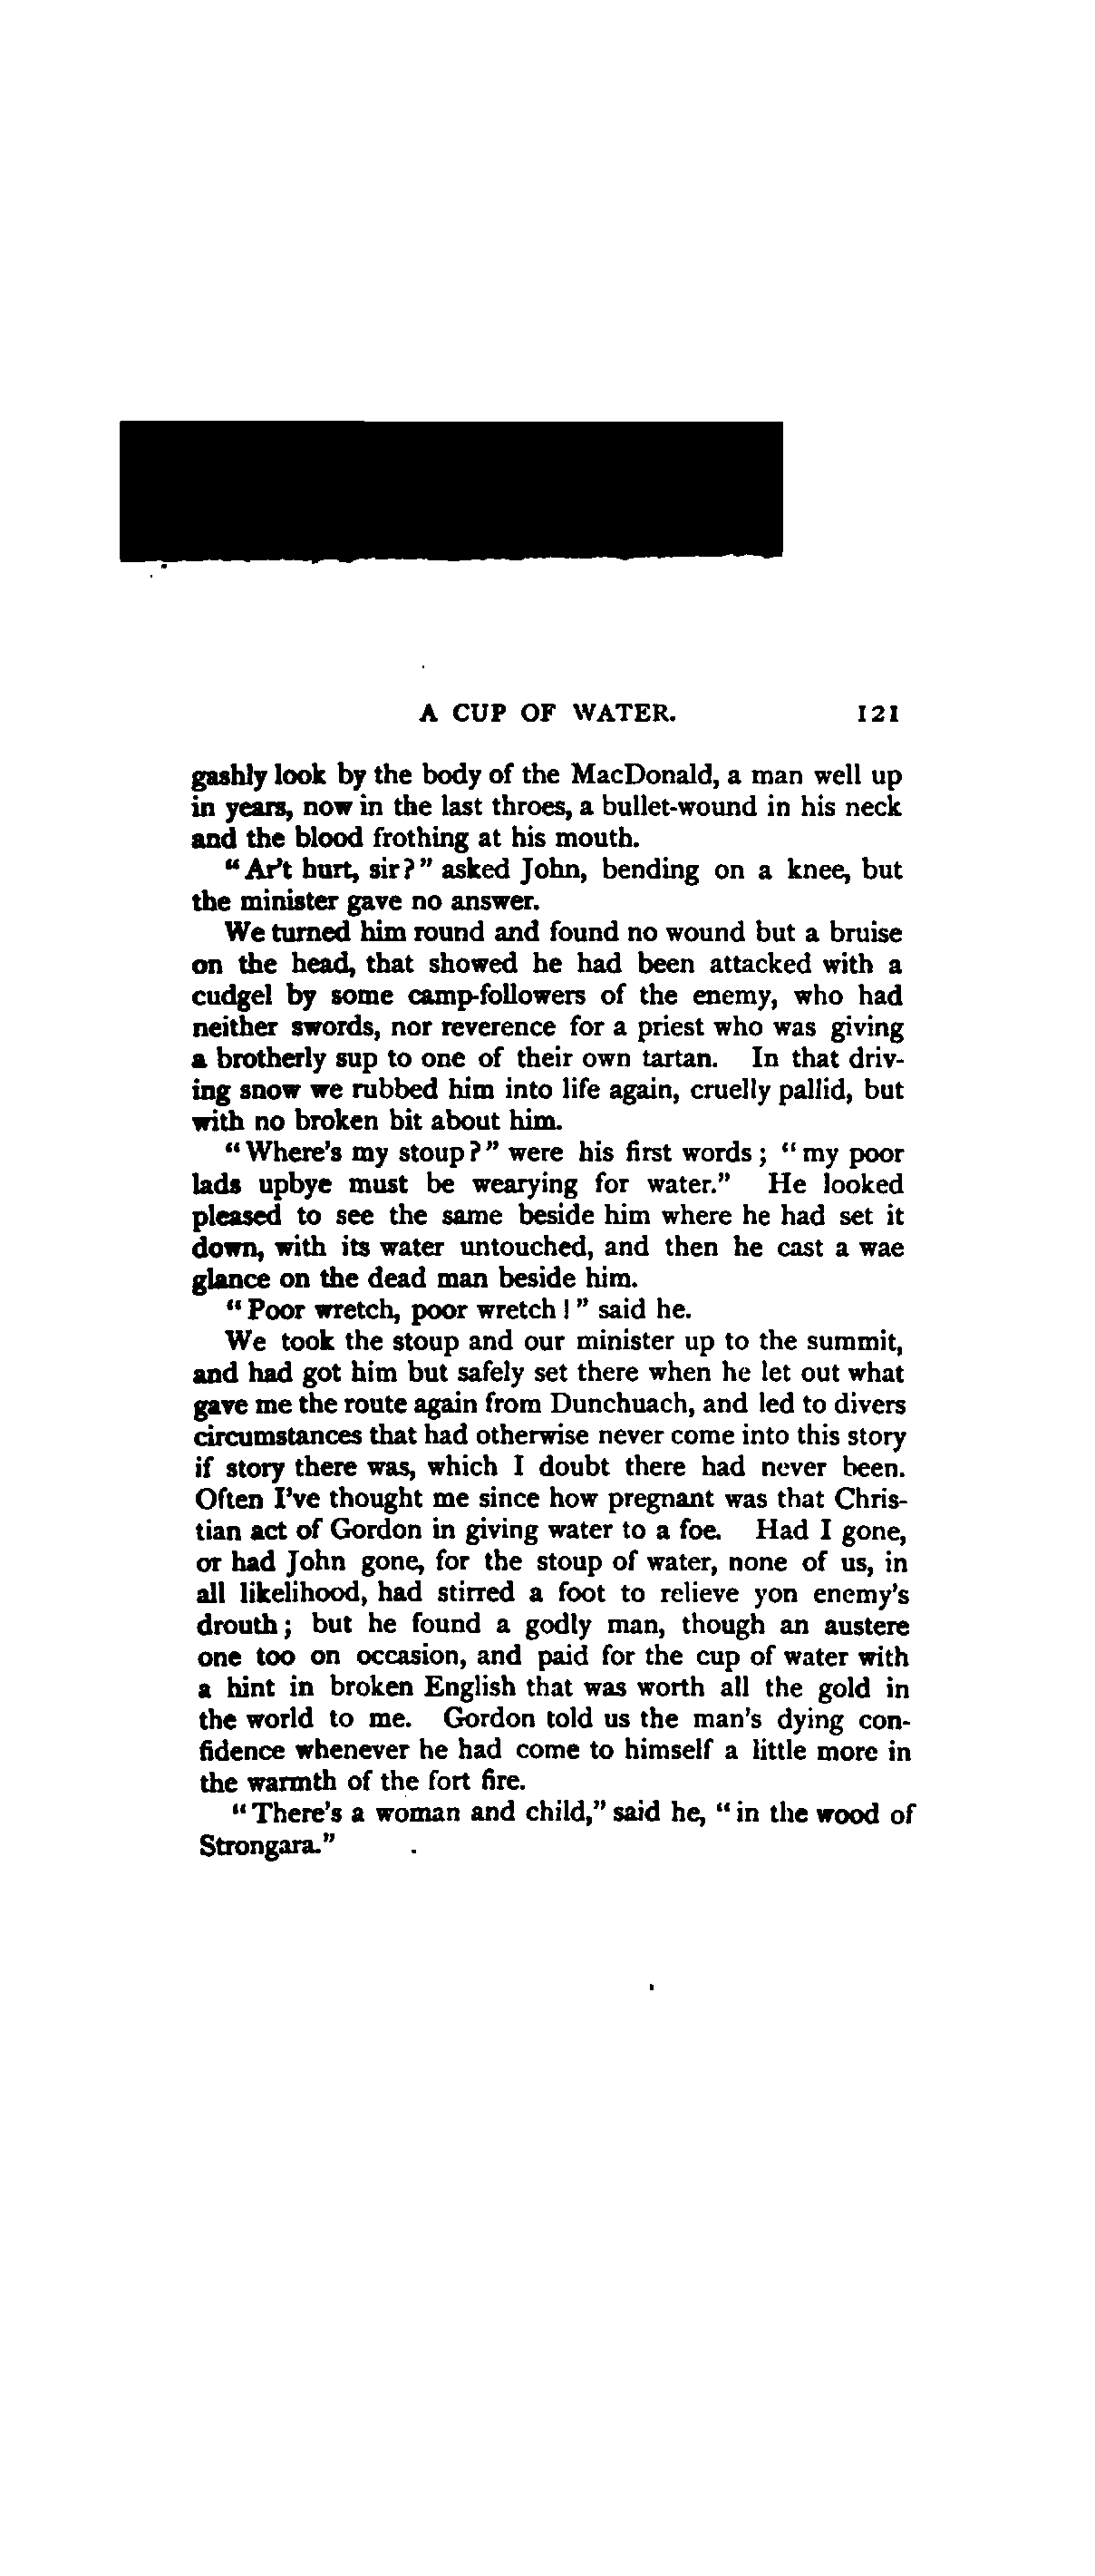 A CUP OF WATER. 121
gashly look by the body of the MacDonald, a man well up
in years, now in the last throes, a bullet-wound in his neck
and the blood frothing at his mouth.
“Ar’t hurt, sir?” asked John, bending on a knee, but
the minister gave no answer.
We turned him round and found no wound but a bruise
on the head, that showed he had been attacked with a
cudgel by some camp-followers of the enemy, who had
neither swords, nor reverence for a priest who was giving
a brotherly sup to one of their own tartan. In that driv-
ing snow we rubbed him into life again, cruelly pallid, but
with no broken bit about him.
“Where’s my stoup?” were his first words; “my poor
lads upbye must be wearying for water.” He looked
pleased to see the same beside him where he had set it
down, with its water untouched, and then he cast a wae
glance on the dead man beside him.
“Poor wretch, poor wretch!” said he.
We took the stoup and our minister up to the summit,
and had got him but safely set there when he let out what
gave me the route again from Dunchuach, and led to divers
circumstances that had otherwise never come into this story
if story there was, which I doubt there had never been.
Often I’ve thought me since how pregnant was that Chris-
tian act of Gordon in giving water to a foe. Had I gone,
or had John gone, for the stoup of water, none of us, in
all likelihood, had stirred a foot to relieve yon enemy’s
drouth; but he found a godly man, though an austere
one too on occasion, and paid for the cup of water with
a hint in broken English that was worth all the gold in
the world to me. Gordon told us the man’s dying con-
fidence whenever he had come to himself a little more in
the warmth of the fort fire.
“There’s a woman and child,” said he, “in the wood of
Strongara.”